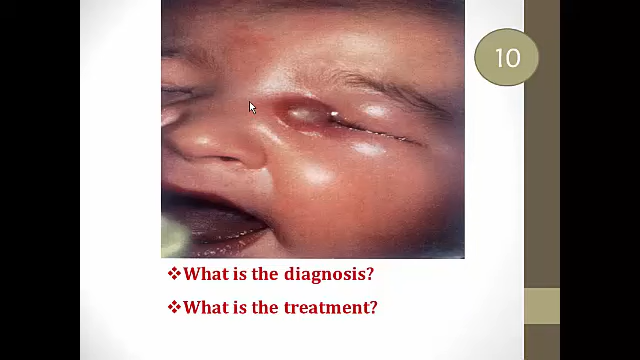 10
❖What is the diagnosis?
❖What is the treatment?